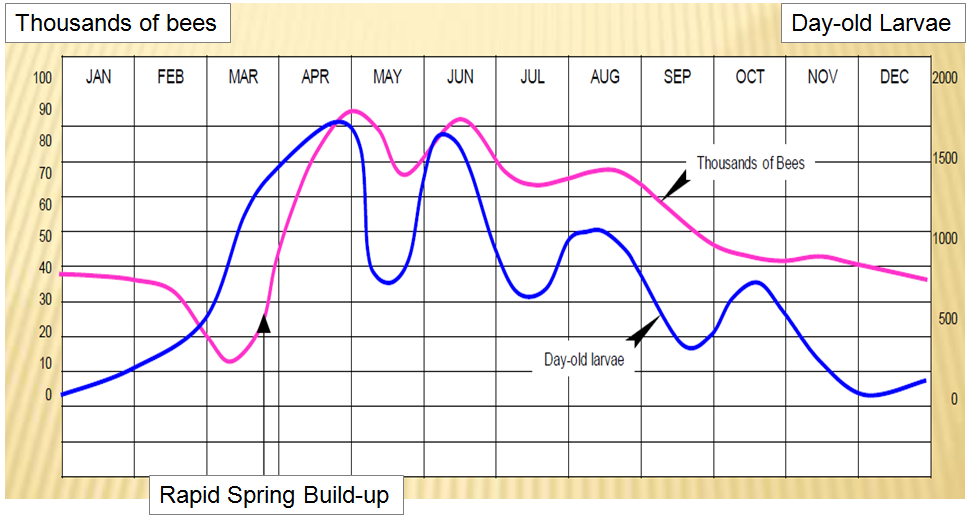 Thousands of bees
Day-old Larvae
JAN FEB MAR APR MAY JUN JUL AUG SEP OCT NOV DEC
100
90
80
70
60
50
40
30
20
10
0
2000
1500
1000
500
0
Thousands of Bees
Day-old larvae
Rapid Spring Build-up